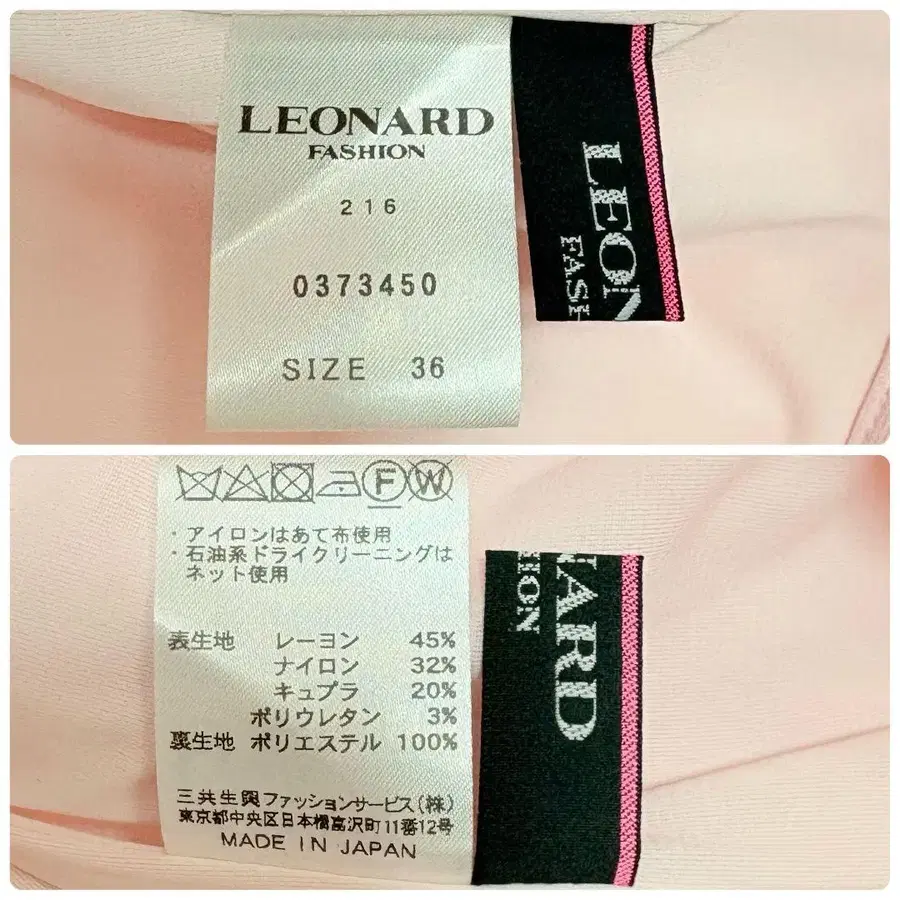 LEONARD
FASHION
216
0373450
SIZE 36
LEON
FASH
F W
・アイロンはあて布使用
・石油系ドライクリーニングは
ネット使用
表生地 レーヨン 45%
ナイロン 32%
キュプラ 20%
ポリウレタン 3%
裏生地 ポリエステル 100%
三共生興ファッションサービス(株)
東京都中央区日本橋富沢町11番12号
MADE IN JAPAN
NARD
HION